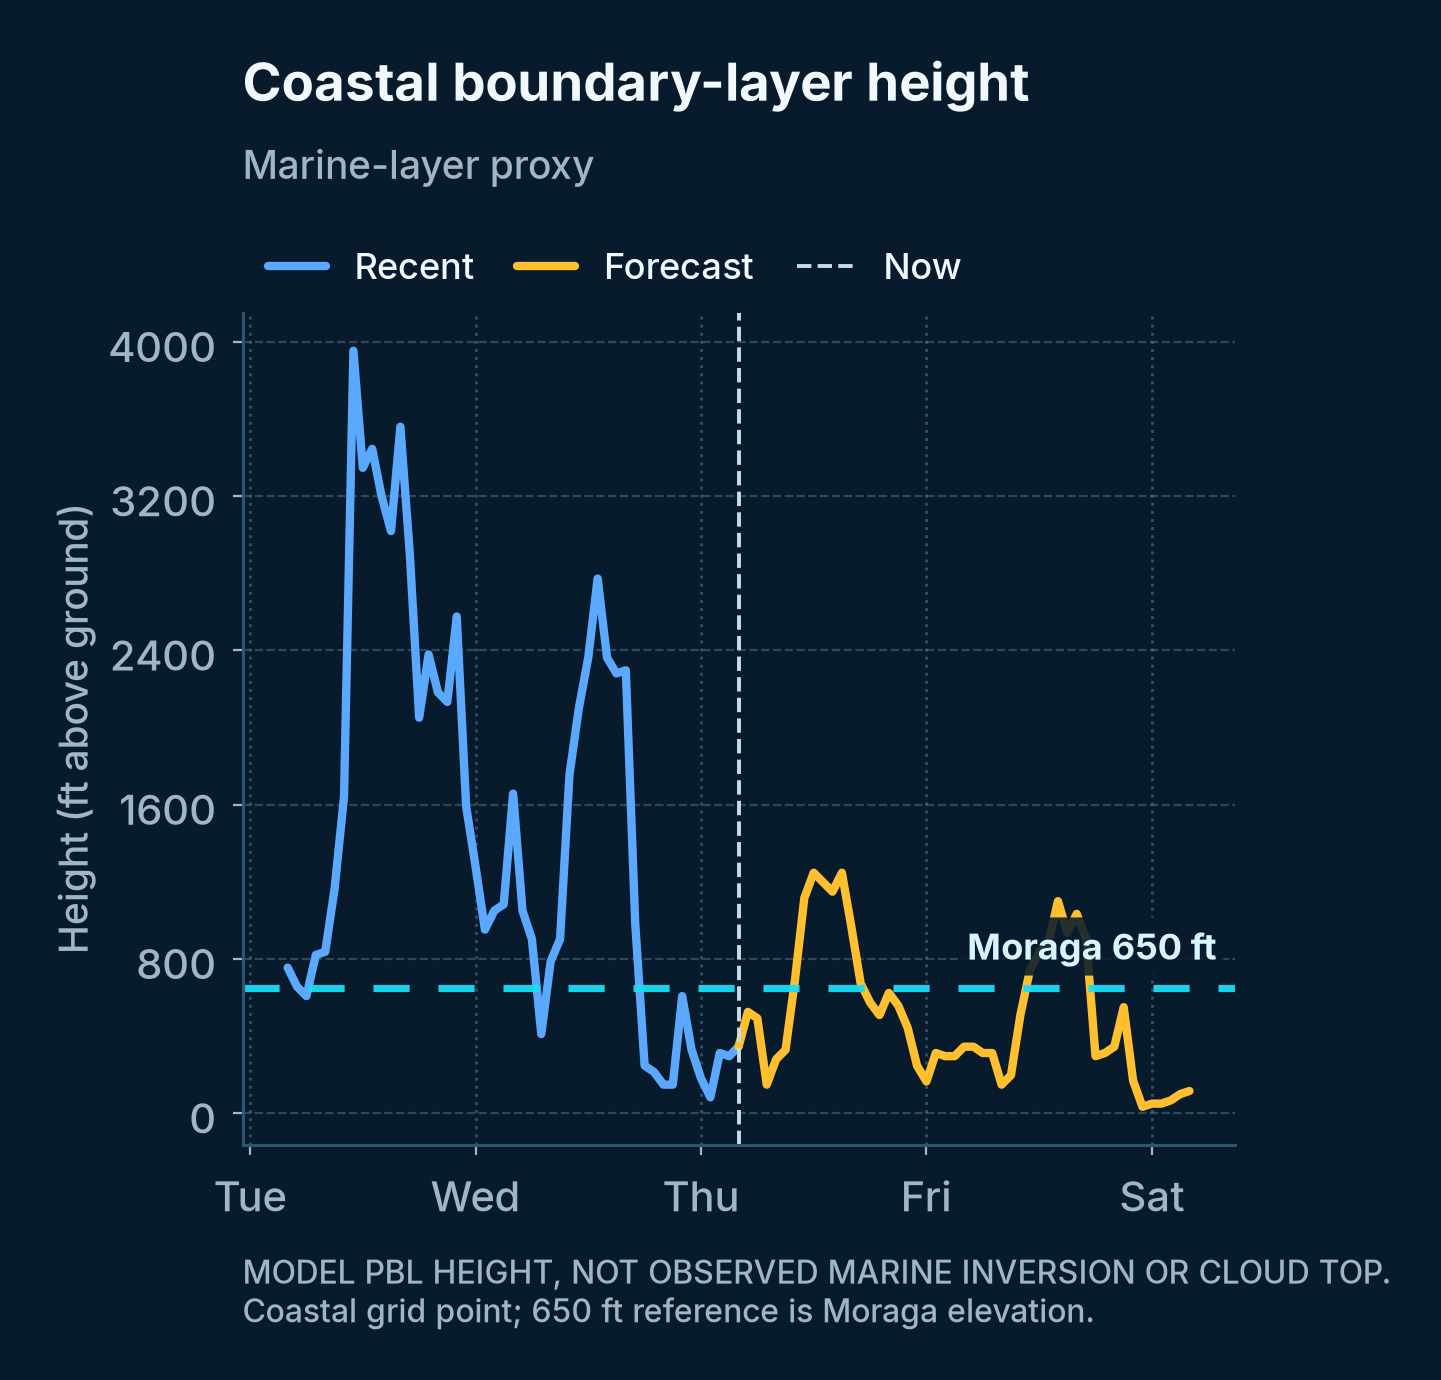 Coastal boundary-layer height
Marine-layer proxy
Recent Forecast Now
Height (ft above ground)
4000
3200
2400
1600
800
0
Moraga 650 ft
Tue Wed Thu Fri Sat
MODEL PBL HEIGHT, NOT OBSERVED MARINE INVERSION OR CLOUD TOP.
Coastal grid point; 650 ft reference is Moraga elevation.